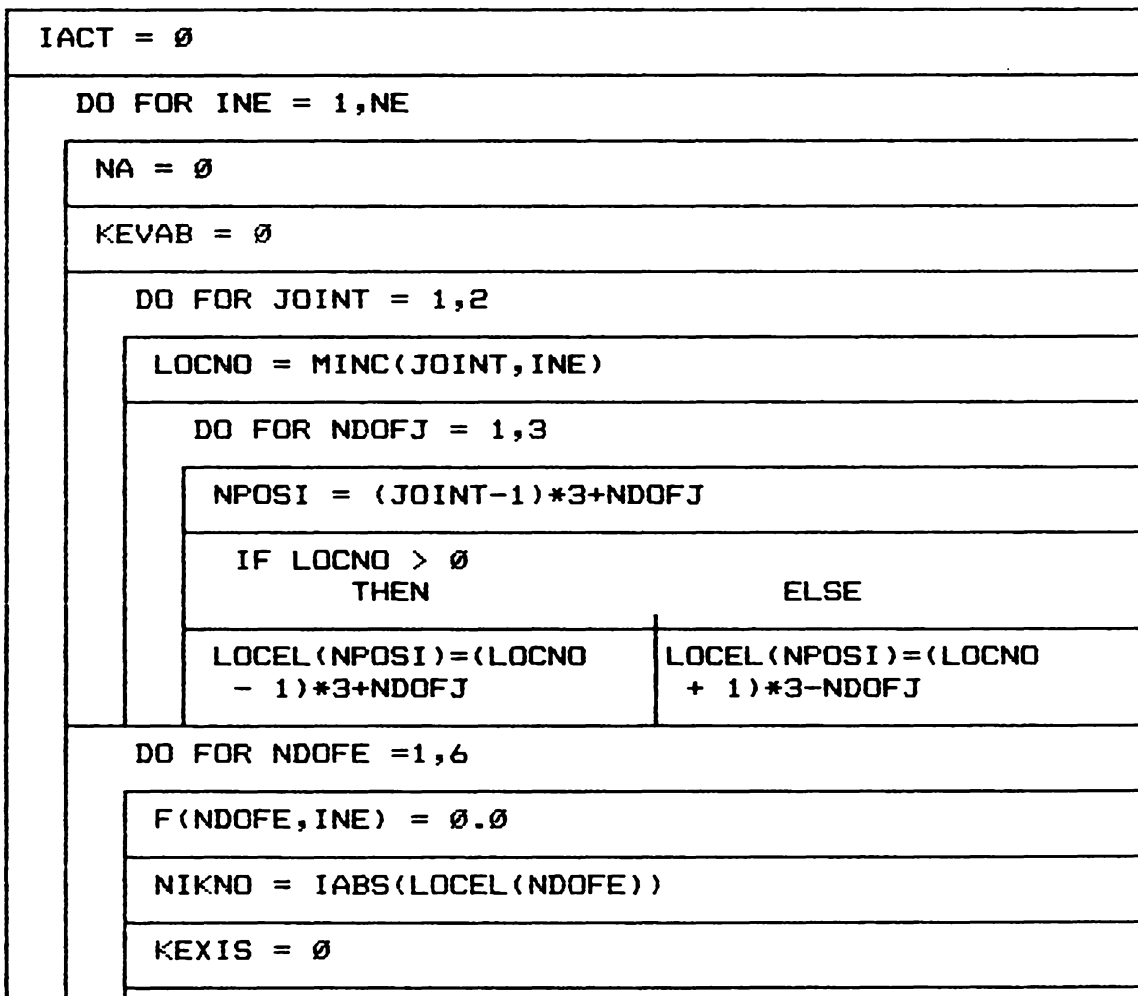 IACT = Ø
DO FOR INE = 1,NE
NA = Ø
KEVAB = Ø
DO FOR JOINT = 1,2
LOCNO = MINC(JOINT,INE)
DO FOR NDOFJ = 1,3
NPOSI = (JOINT-1)*3+NDOFJ
IF LOCNO > Ø
THEN ELSE
LOCEL(NPOSI)=(LOCNO
- 1)*3+NDOFJ
LOCEL(NPOSI)=(LOCNO
+ 1)*3-NDOFJ
DO FOR NDOFE =1,6
F(NDOFE,INE) = Ø.Ø
NIKNO = IABS(LOCEL(NDOFE))
KEXIS = Ø